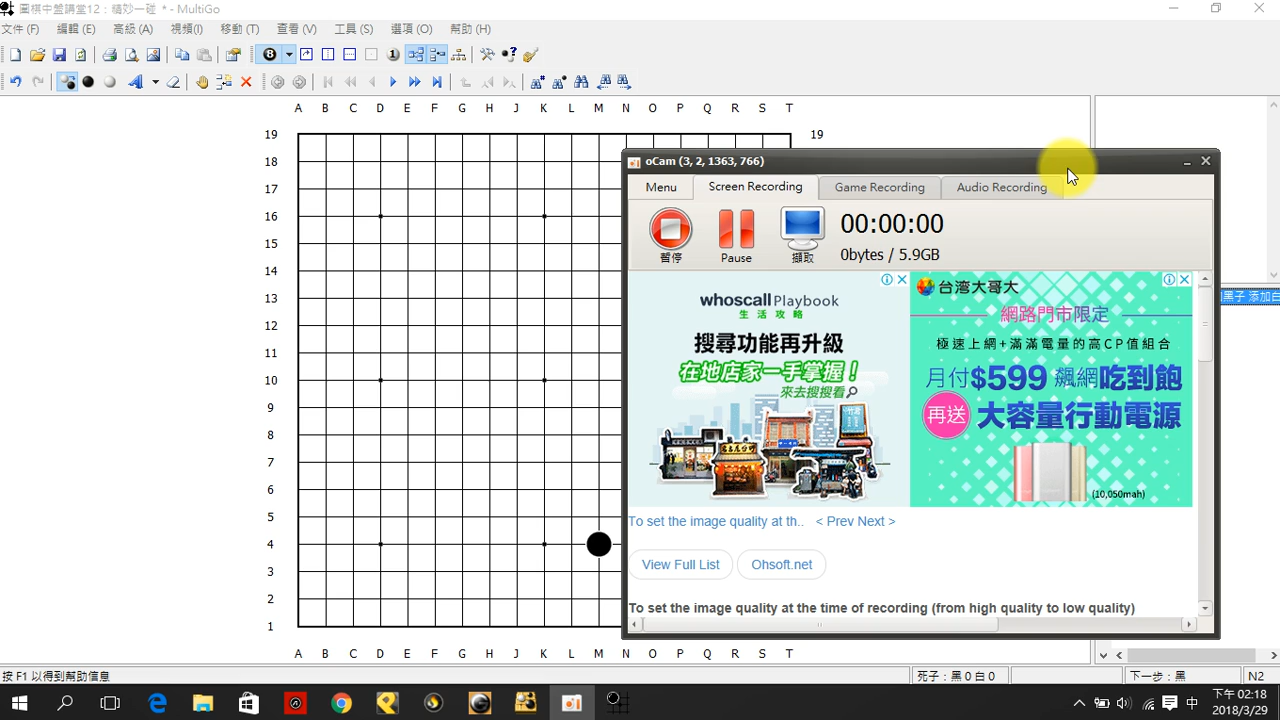 圍棋中盤講堂12：精妙一碰 * - MultiGo
文件 (F) 編輯 (E) 高級 (A) 視頻(I) 移動 (T) 查看 (V) 工具 (S) 選項 (O) 幫助 (H)
A B C D E F G H J K L M N O P Q R S T
19 19
18
17
16
15
14
13
12
11
10
9
8
7
6
5
4
3
2
1
A B C D E F G H J K L M N O P Q R S T
oCam (3, 2, 1363, 766)
Menu Screen Recording Game Recording Audio Recording
暫停 Pause 擷取
00:00:00
0bytes / 5.9GB
whoscall Playbook
生活攻略
搜尋功能再升級
在地店家一手掌握!
來去搜搜看
台灣大哥大
網路門市限定
極速上網+滿滿電量的高CP值組合
月付$599 飆網吃到飽
再送 大容量行動電源
(10,050mah)
To set the image quality at th.. < Prev Next >
View Full List Ohsoft.net
To set the image quality at the time of recording (from high quality to low quality)
黑子 添加白
按 F1 以得到幫助信息
死子：黑 0 白 0
下一步：黑
N2
中
下午 02:18
2018/3/29